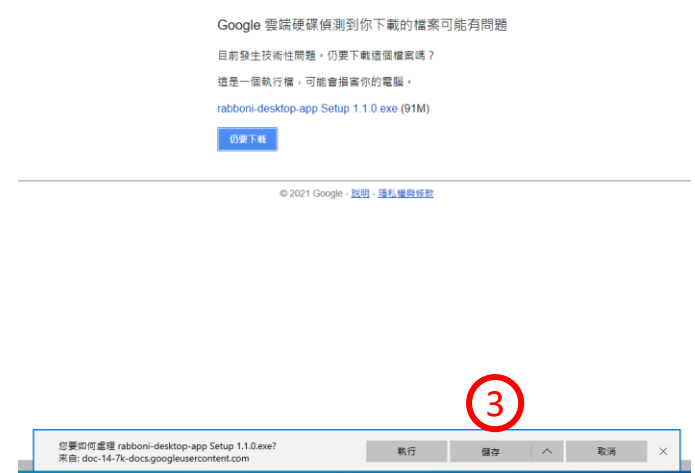 Google 雲端硬碟偵測到你下載的檔案可能有問題
目前發生技術性問題。仍要下載這個檔案嗎？
這是一個執行檔，可能會損害你的電腦。
rabboni-desktop-app Setup 1.1.0.exe (91M)
仍要下載
© 2021 Google - 說明 - 隱私權與條款
3
您要如何處理 rabboni-desktop-app Setup 1.1.0.exe?
來自: doc-14-7k-docs.googleusercontent.com
執行
儲存
取消